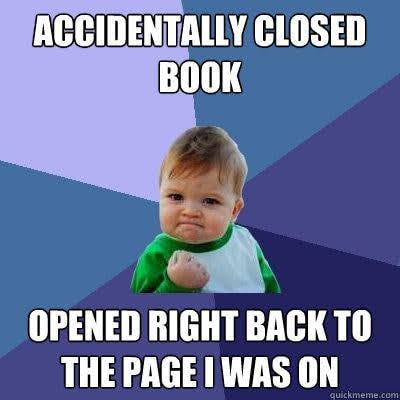 ACCIDENTALLY CLOSED
BOOK
OPENED RIGHT BACK TO
THE PAGE I WAS ON
quickmeme.com